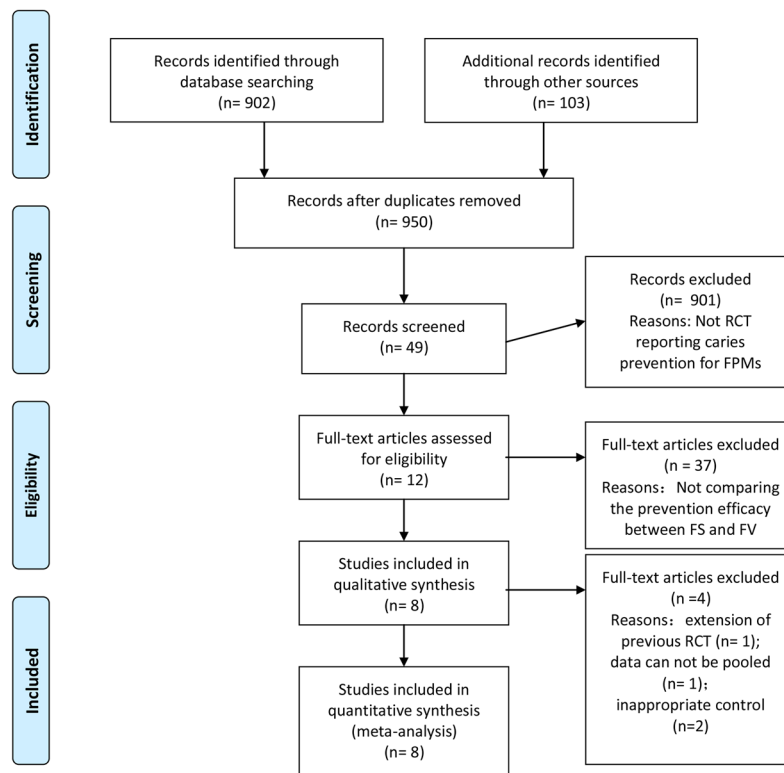 Identification
Records identified through
database searching
(n= 902)
Additional records identified
through other sources
(n= 103)
Records after duplicates removed
(n= 950)
Screening
Records screened
(n= 49)
Records excluded
(n= 901)
Reasons: Not RCT
reporting caries
prevention for FPMs
Eligibility
Full-text articles assessed
for eligibility
(n= 12)
Full-text articles excluded
(n = 37)
Reasons：Not comparing
the prevention efficacy
between FS and FV
Studies included in
qualitative synthesis
(n= 8)
Full-text articles excluded
(n =4)
Reasons：extension of
previous RCT (n= 1);
data can not be pooled
(n= 1)；
inappropriate control
(n=2)
Included
Studies included in
quantitative synthesis
(meta-analysis)
(n= 8)